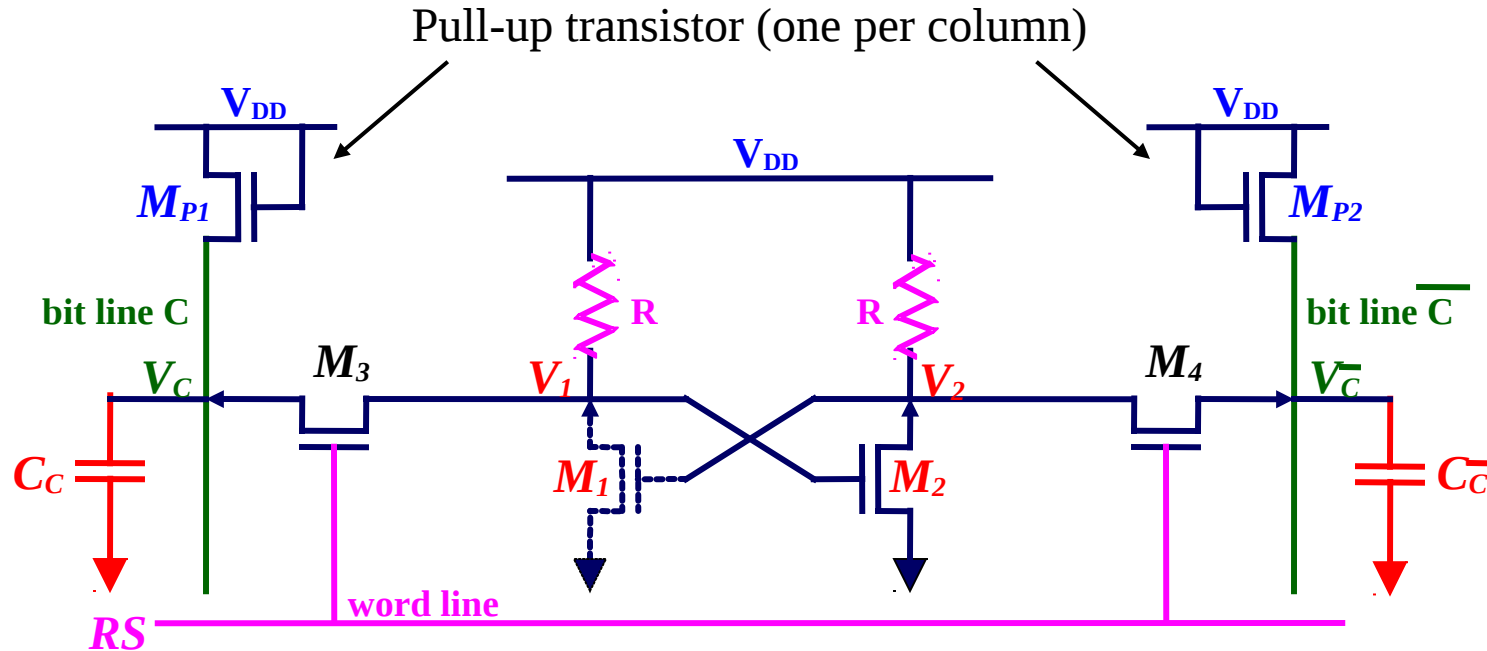 Pull-up transistor (one per column)
VDD
VDD
VDD
MP1
MP2
bit line C
R
R
bit line C̅
VC
M3
V1
V2
M4
VC̅
CC
M1
M2
CC̅
word line
RS